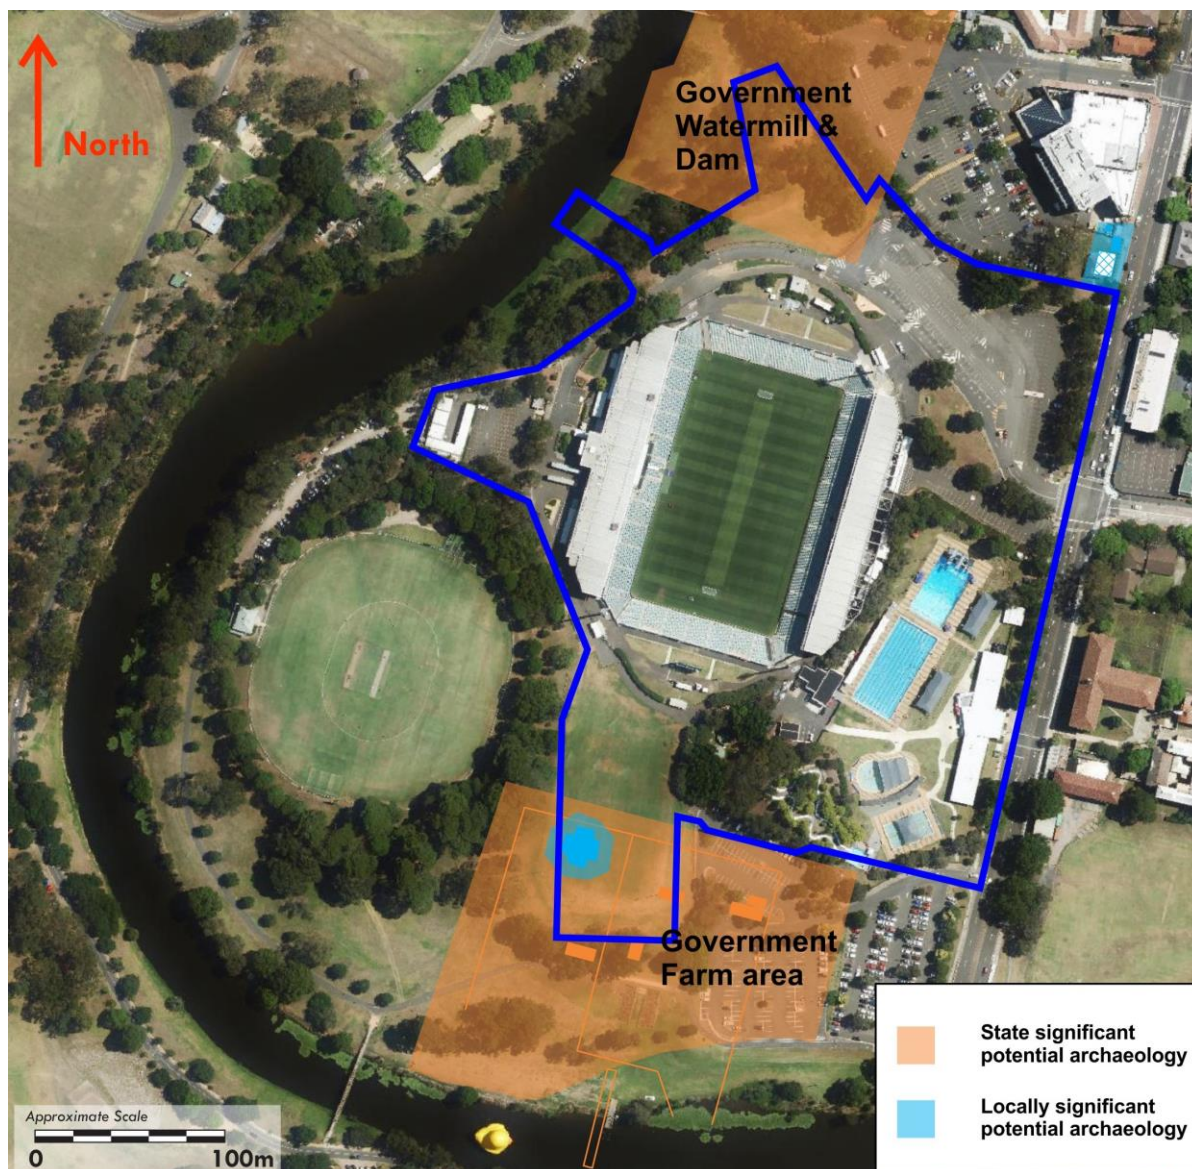 North
Government
Watermill &
Dam
Government
Farm area
State significant
potential archaeology
Locally significant
potential archaeology
Approximate Scale
0 100m